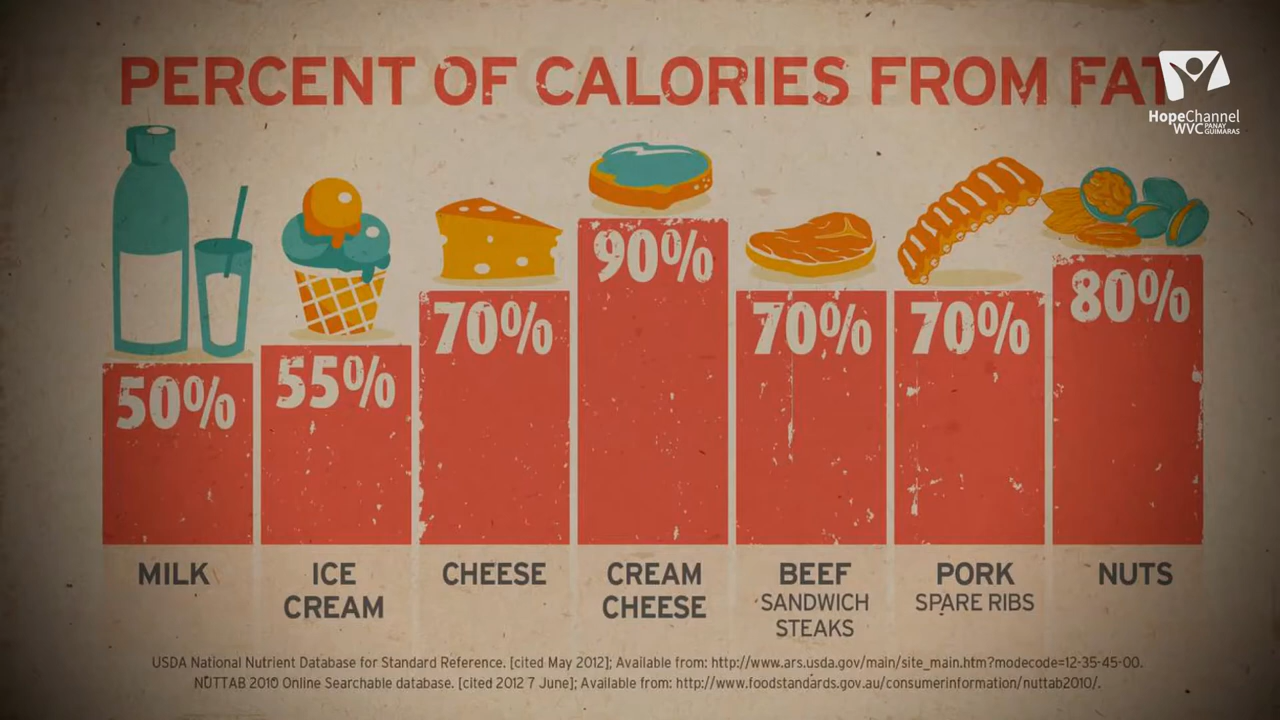 PERCENT OF CALORIES FROM FAT
HopeChannel
WVC PANAY GUIMARAS
50%
55%
70%
90%
70%
70%
80%
MILK
ICE
CREAM
CHEESE
CREAM
CHEESE
BEEF
SANDWICH
STEAKS
PORK
SPARE RIBS
NUTS
USDA National Nutrient Database for Standard Reference. [cited May 2012]; Available from: http://www.ars.usda.gov/main/site_main.htm?modecode=12-35-45-00.
NUTTAB 2010 Online Searchable database. [cited 2012 7 June]; Available from: http://www.foodstandards.gov.au/consumerinformation/nuttab2010/.